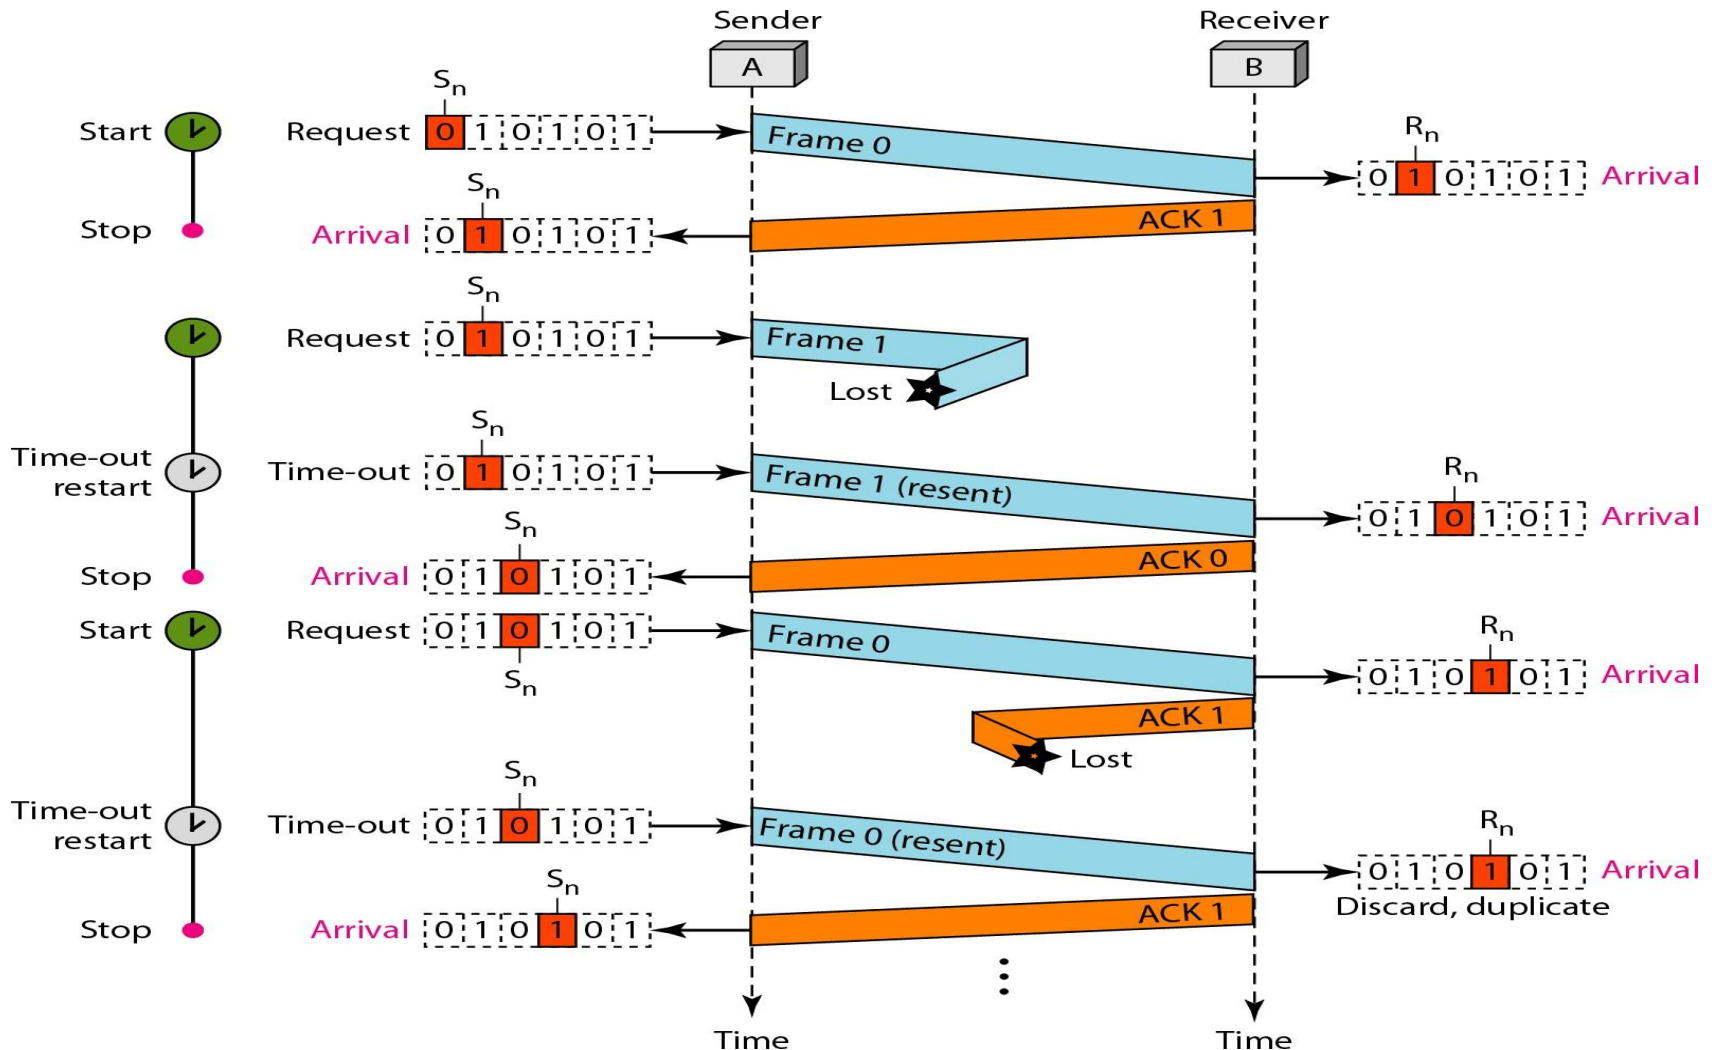 Sender Receiver
A B
Sn
Start Request 0 1 0 1 0 1 Frame 0
Rn
0 1 0 1 0 1 Arrival
Sn
Stop Arrival 0 1 0 1 0 1 ACK 1
Sn
Request 0 1 0 1 0 1 Frame 1
Lost
Sn
Time-out
restart
Time-out 0 1 0 1 0 1 Frame 1 (resent)
Rn
0 1 0 1 0 1 Arrival
Sn
Stop Arrival 0 1 0 1 0 1 ACK 0
Start Request 0 1 0 1 0 1 Frame 0
Sn
Rn
0 1 0 1 0 1 Arrival
ACK 1
Lost
Sn
Time-out
restart
Time-out 0 1 0 1 0 1 Frame 0 (resent)
Rn
0 1 0 1 0 1 Arrival
Discard, duplicate
Sn
Stop Arrival 0 1 0 1 0 1 ACK 1
Time Time